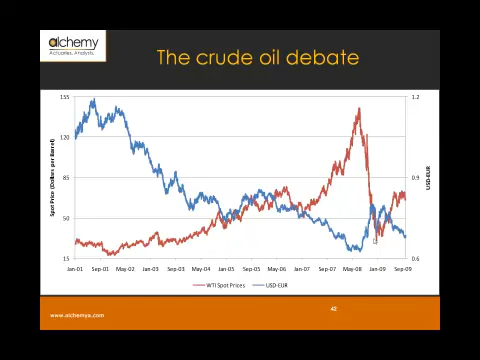 alchemy
Actuaries. Analysts.
The crude oil debate
155
120
85
50
15
Spot Price (Dollars per Barrel)
1.2
0.9
0.6
USD-EUR
Jan-01 Sep-01 May-02 Jan-03 Sep-03 May-04 Jan-05 Sep-05 May-06 Jan-07 Sep-07 May-08 Jan-09 Sep-09
WTI Spot Prices USD-EUR
www.alchemya.com
42